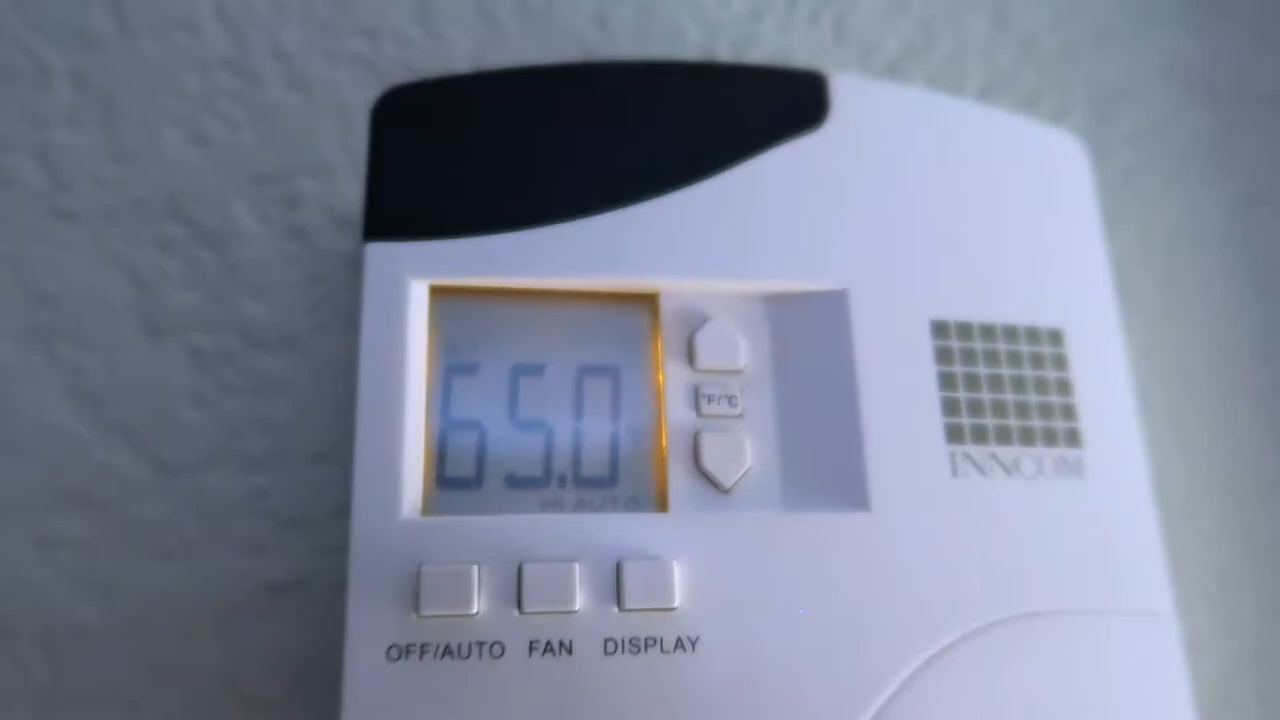 65.0
HI AUTO
°F/°C
INNCOM
OFF/AUTO FAN DISPLAY